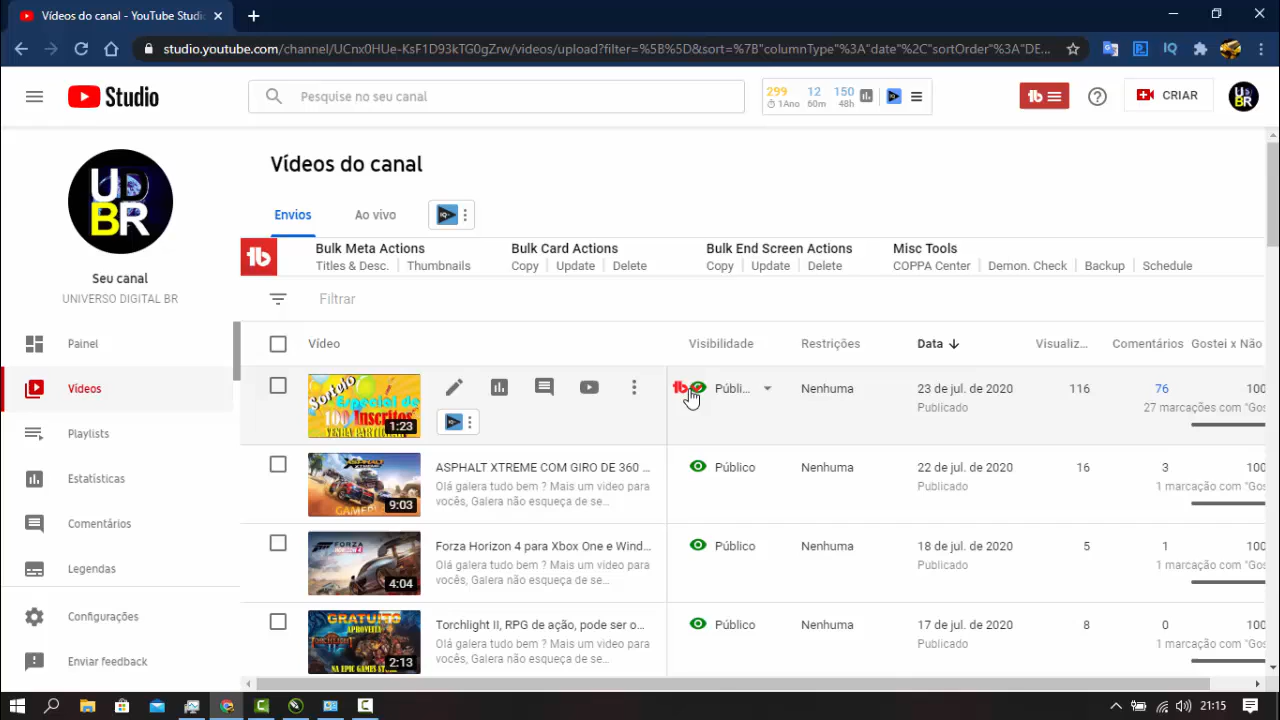 Vídeos do canal - YouTube Studi
studio.youtube.com/channel/UCnx0HUe-KsF1D93kTG0gZrw/videos/upload?filter=%5B%5D&sort=%7B"columnType"%3A"date"%2C"sortOrder"%3A"DE...
IQ
Studio
Pesquise no seu canal
299 12 150
1Ano 60m 48h
CRIAR
UD
BR
Seu canal
UNIVERSO DIGITAL BR
Painel
Vídeos
Playlists
Estatísticas
Comentários
Legendas
Configurações
Enviar feedback
Vídeos do canal
Envios Ao vivo
Bulk Meta Actions Bulk Card Actions Bulk End Screen Actions Misc Tools
Titles & Desc. Thumbnails Copy Update Delete Copy Update Delete COPPA Center Demon. Check Backup Schedule
Filtrar
Vídeo Visibilidade Restrições Data Visualiz... Comentários Gostei x Não
Sorteio
Especial de
100 Inscritos
1:23
Públi... Nenhuma 23 de jul. de 2020 116 76 100
Publicado 27 marcações com "Gos
ASPHALT XTREME COM GIRO DE 360 ... Público Nenhuma 22 de jul. de 2020 16 3 100
Olá galera tudo bem ? Mais um video para Publicado 1 marcação com "Gos
vocês, Galera não esqueça de se...
9:03
Forza Horizon 4 para Xbox One e Wind... Público Nenhuma 18 de jul. de 2020 5 1 100
Olá galera tudo bem ? Mais um video para Publicado 1 marcação com "Gos
vocês, Galera não esqueça de se...
FORZA
4:04
Torchlight II, RPG de ação, pode ser o... Público Nenhuma 17 de jul. de 2020 8 0 100
Olá galera tudo bem ? Mais um video para Publicado 1 marcação com "Gos
vocês, Galera não esqueça de se...
GRATUITO
APROVEITA
TORCHLIGHT II
NA EPIC GAMES
2:13
21:15